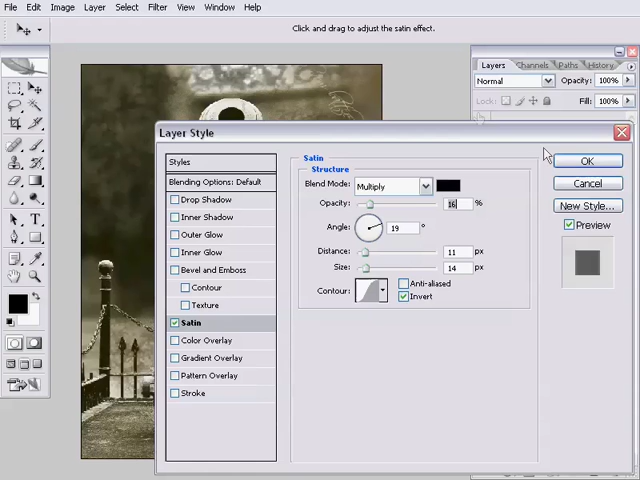 File Edit Image Layer Select Filter View Window Help
Click and drag to adjust the satin effect.
Layers Channels Paths History
Normal Opacity: 100%
Lock: Fill: 100%
Layer Style
Styles
Blending Options: Default
Drop Shadow
Inner Shadow
Outer Glow
Inner Glow
Bevel and Emboss
Contour
Texture
Satin
Color Overlay
Gradient Overlay
Pattern Overlay
Stroke
Satin
Structure
Blend Mode: Multiply
Opacity: 16 %
Angle: 19 °
Distance: 11 px
Size: 14 px
Contour: Anti-aliased
Invert
OK
Cancel
New Style...
Preview